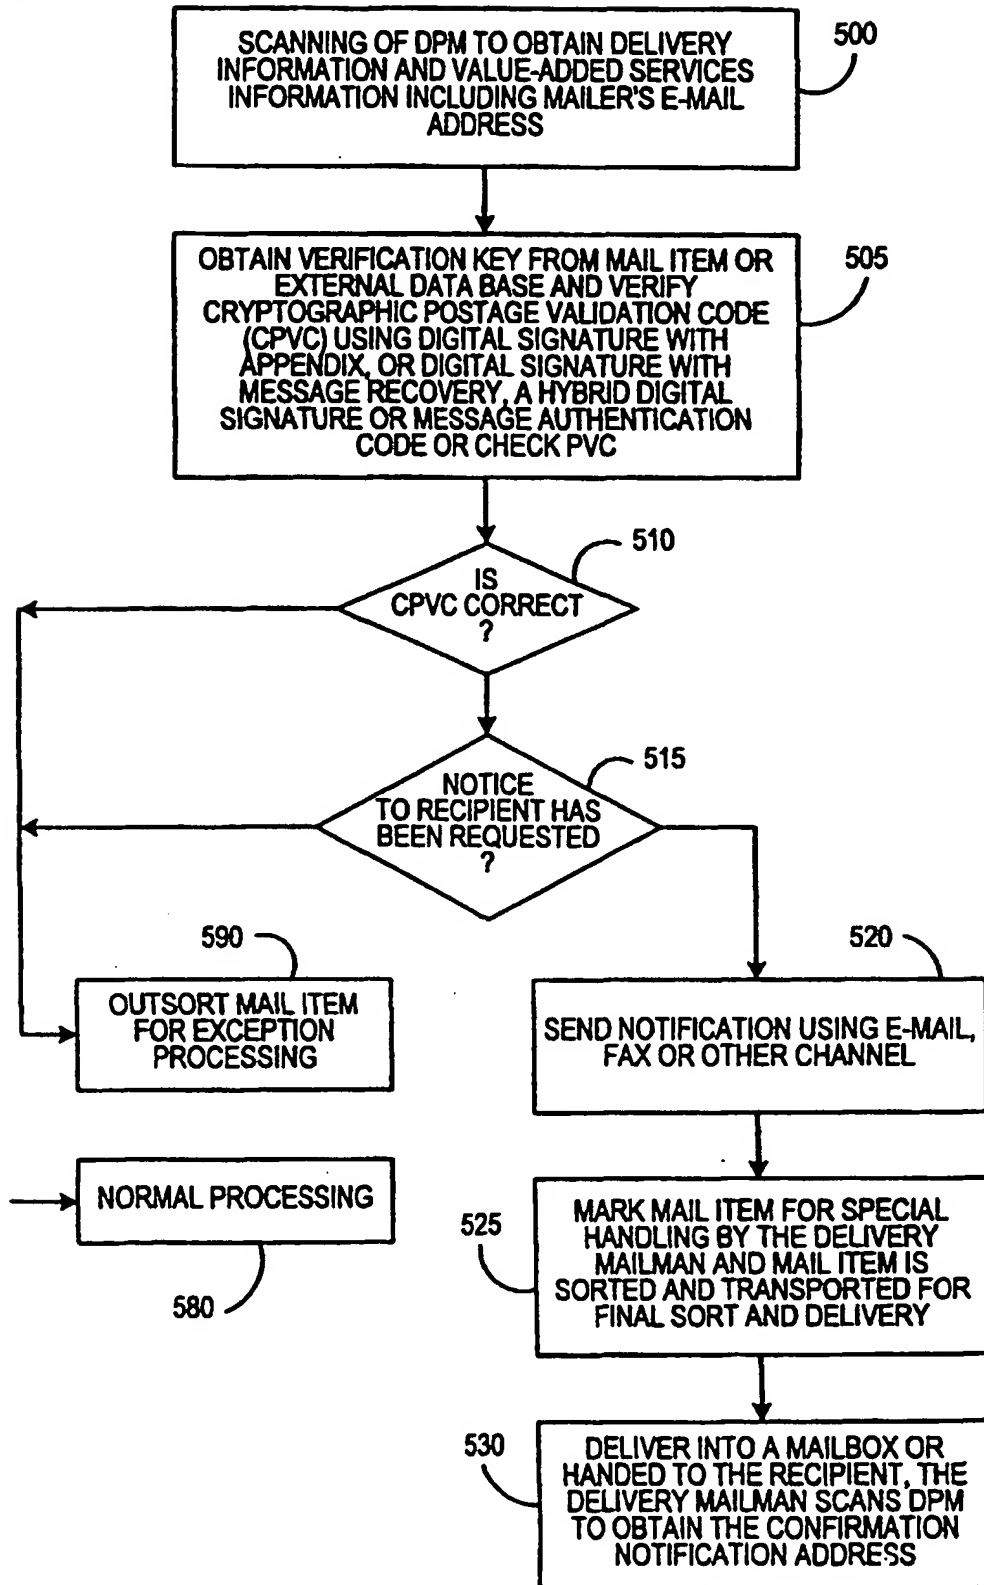 SCANNING OF DPM TO OBTAIN DELIVERY
INFORMATION AND VALUE-ADDED SERVICES
INFORMATION INCLUDING MAILER'S E-MAIL
ADDRESS
500
OBTAIN VERIFICATION KEY FROM MAIL ITEM OR
EXTERNAL DATA BASE AND VERIFY
CRYPTOGRAPHIC POSTAGE VALIDATION CODE
(CPVC) USING DIGITAL SIGNATURE WITH
APPENDIX, OR DIGITAL SIGNATURE WITH
MESSAGE RECOVERY, A HYBRID DIGITAL
SIGNATURE OR MESSAGE AUTHENTICATION
CODE OR CHECK PVC
505
IS
CPVC CORRECT
?
510
NOTICE
TO RECIPIENT HAS
BEEN REQUESTED
?
515
590
OUTSORT MAIL ITEM
FOR EXCEPTION
PROCESSING
520
SEND NOTIFICATION USING E-MAIL,
FAX OR OTHER CHANNEL
NORMAL PROCESSING
580
525
MARK MAIL ITEM FOR SPECIAL
HANDLING BY THE DELIVERY
MAILMAN AND MAIL ITEM IS
SORTED AND TRANSPORTED FOR
FINAL SORT AND DELIVERY
530
DELIVER INTO A MAILBOX OR
HANDED TO THE RECIPIENT, THE
DELIVERY MAILMAN SCANS DPM
TO OBTAIN THE CONFIRMATION
NOTIFICATION ADDRESS